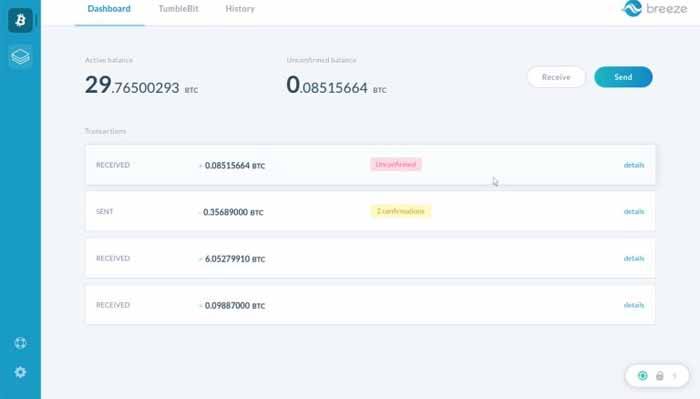 Dashboard TumbleBit History
breeze
Active balance Unconfirmed balance
29.76500293 BTC 0.08515664 BTC
Receive Send
Transactions
RECEIVED + 0.08515664 BTC Unconfirmed details
SENT - 0.35689000 BTC 2 confirmations details
RECEIVED + 6.05279910 BTC details
RECEIVED + 0.09887000 BTC details